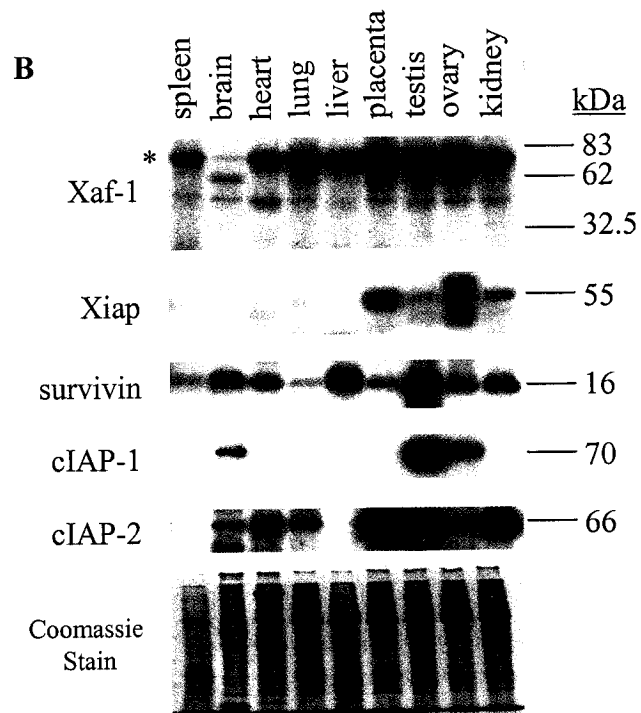 B
spleen
brain
heart
lung
liver
placenta
testis
ovary
kidney
kDa
*
Xaf-1
83
62
32.5
Xiap
55
survivin
16
cIAP-1
70
cIAP-2
66
Coomassie
Stain